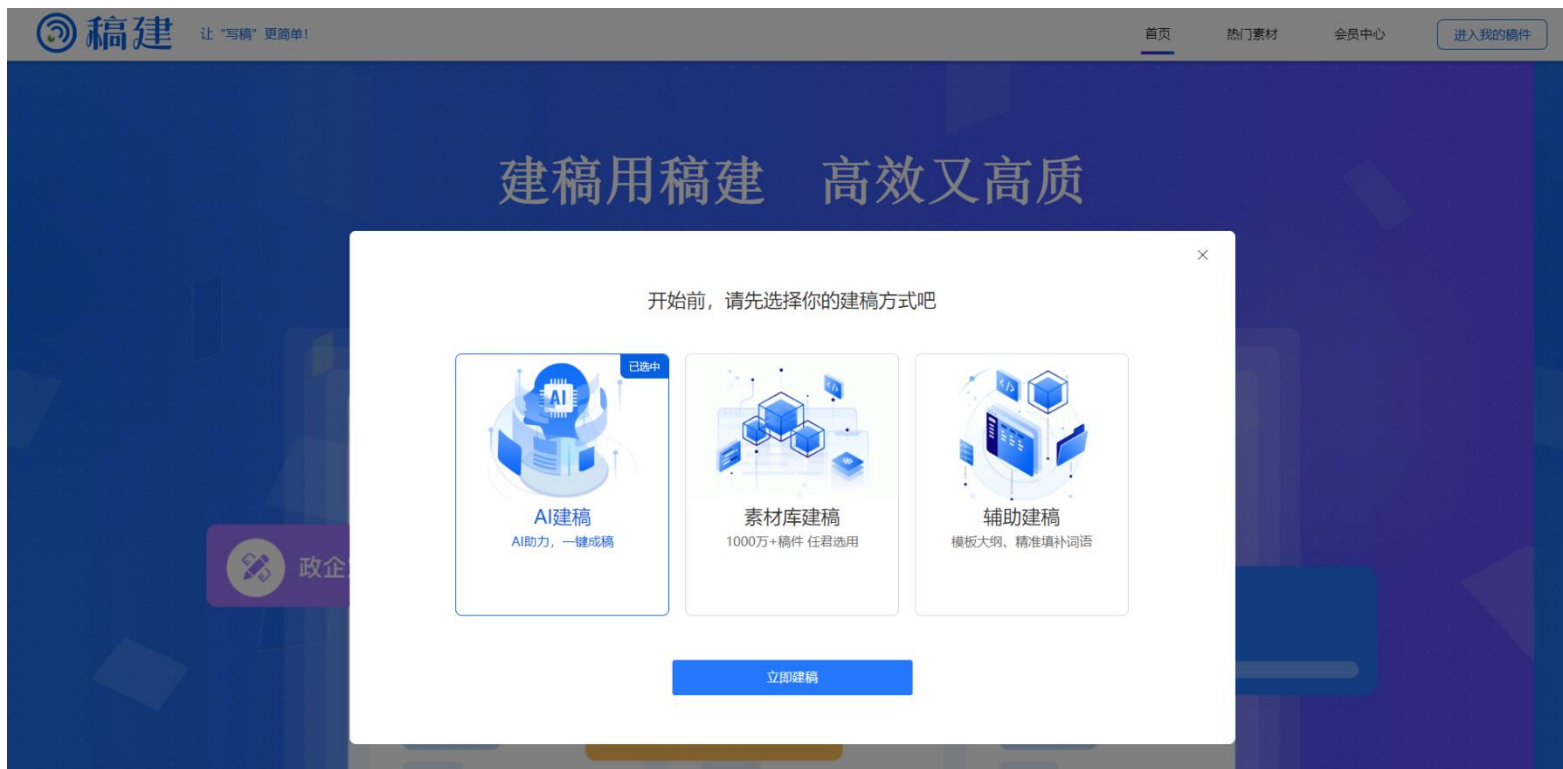 稿建 让“写稿”更简单! 首页 热门素材 会员中心 进入我的稿件
建稿用稿建 高效又高质
开始前，请先选择你的建稿方式吧
已选中
AI
AI建稿 素材库建稿 辅助建稿
AI助力，一键成稿 1000万+稿件 任君选用 模板大纲、精准填补词语
政企
立即建稿